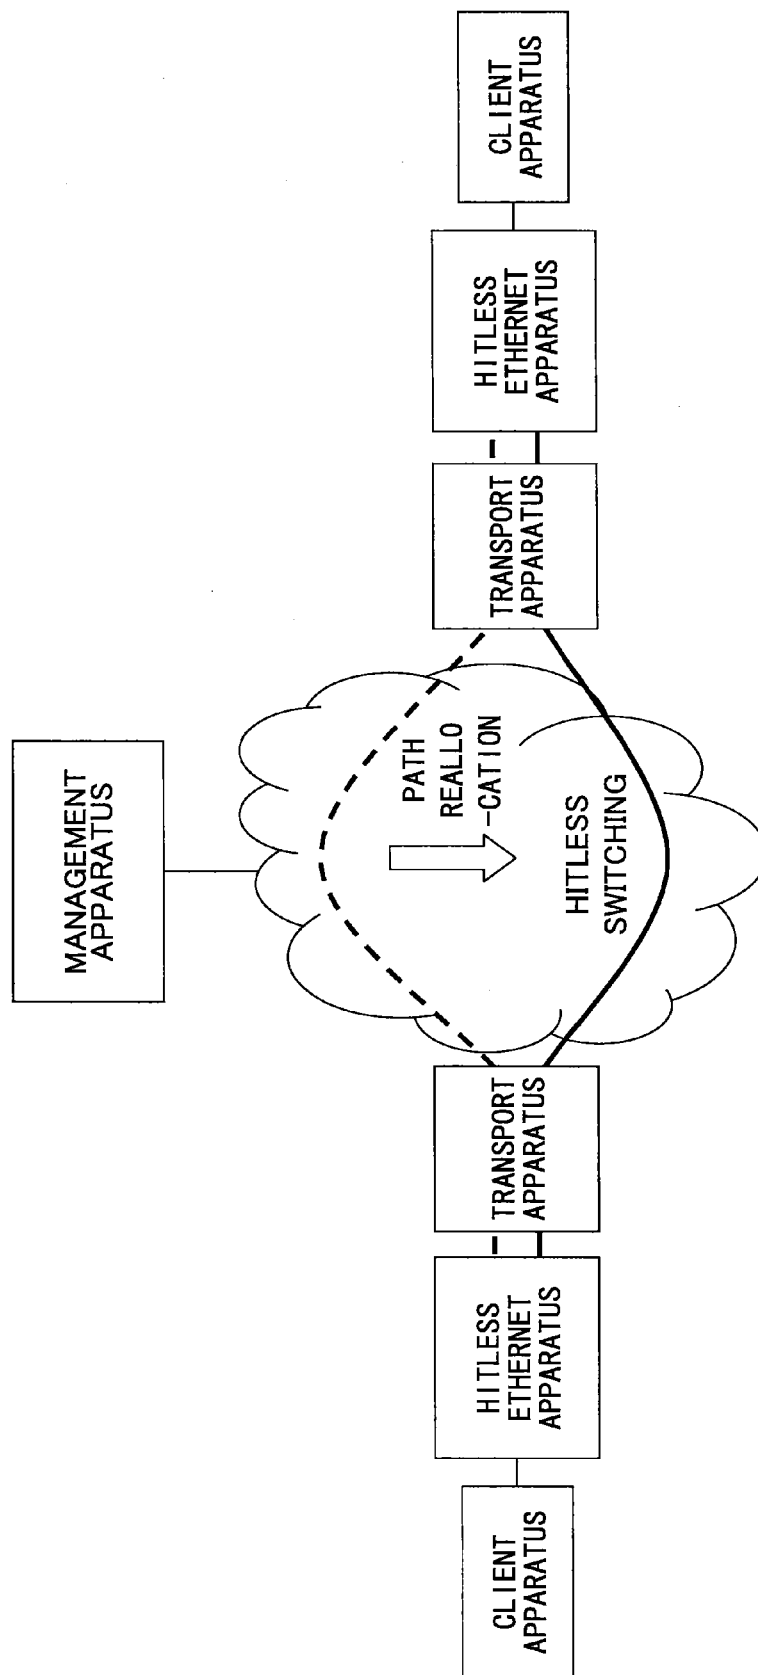 MANAGEMENT
APPARATUS
PATH
REALLO
-CATION
HITLESS
SWITCHING
CLIENT
APPARATUS
HITLESS
ETHERNET
APPARATUS
TRANSPORT
APPARATUS
TRANSPORT
APPARATUS
HITLESS
ETHERNET
APPARATUS
CLIENT
APPARATUS